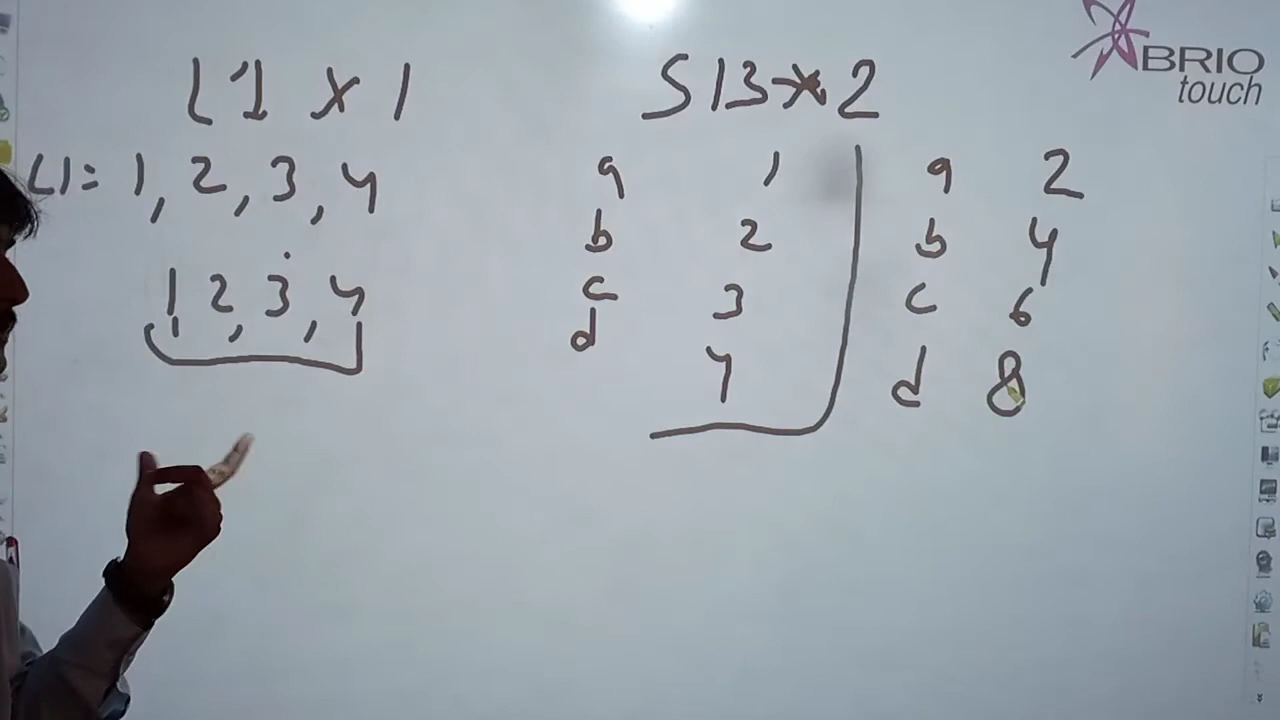 L1 x 1
L1= 1, 2, 3, 4
1, 2, 3, 4
S13*2
a 1
b 2
c 3
d 4
a 2
b 4
c 6
d 8
BRIO
touch